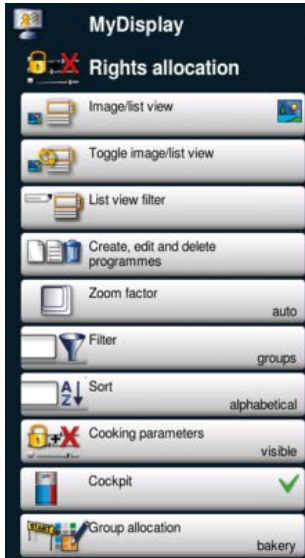 MyDisplay
Rights allocation
Image/list view
Toggle image/list view
List view filter
Create, edit and delete
programmes
Zoom factor
auto
Filter
groups
A
Z
Sort
alphabetical
Cooking parameters
visible
Cockpit
START
Group allocation
bakery